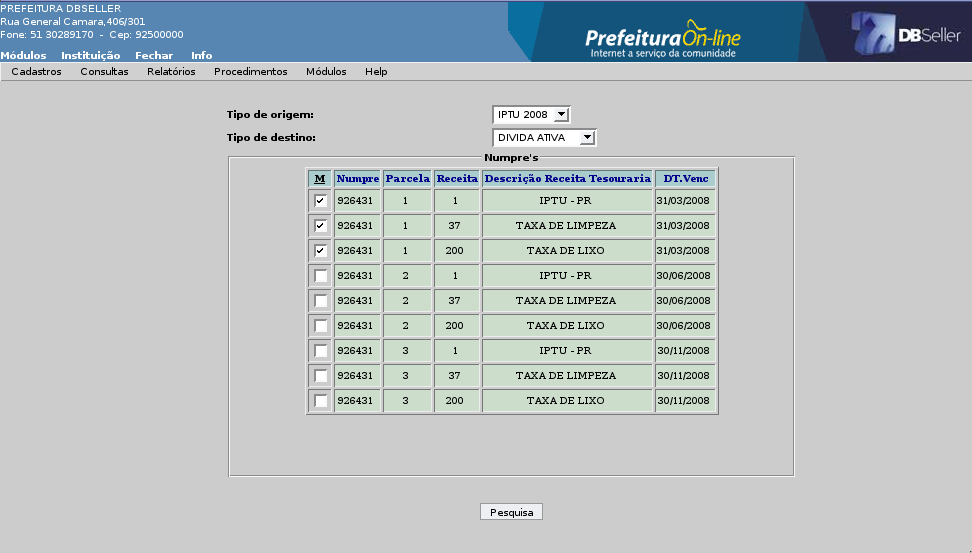 PREFEITURA DBSELLER
Rua General Camara,406/301
Fone: 51 30289170 - Cep: 92500000
Módulos Instituição Fechar Info
PrefeituraOn-line
Internet a serviço da comunidade
DBSeller
Cadastros Consultas Relatórios Procedimentos Módulos Help
Tipo de origem: IPTU 2008
Tipo de destino: DIVIDA ATIVA
Numpre's
M Numpre Parcela Receita Descrição Receita Tesouraria DT.Venc
926431 1 1 IPTU - PR 31/03/2008
926431 1 37 TAXA DE LIMPEZA 31/03/2008
926431 1 200 TAXA DE LIXO 31/03/2008
926431 2 1 IPTU - PR 30/06/2008
926431 2 37 TAXA DE LIMPEZA 30/06/2008
926431 2 200 TAXA DE LIXO 30/06/2008
926431 3 1 IPTU - PR 30/11/2008
926431 3 37 TAXA DE LIMPEZA 30/11/2008
926431 3 200 TAXA DE LIXO 30/11/2008
Pesquisa